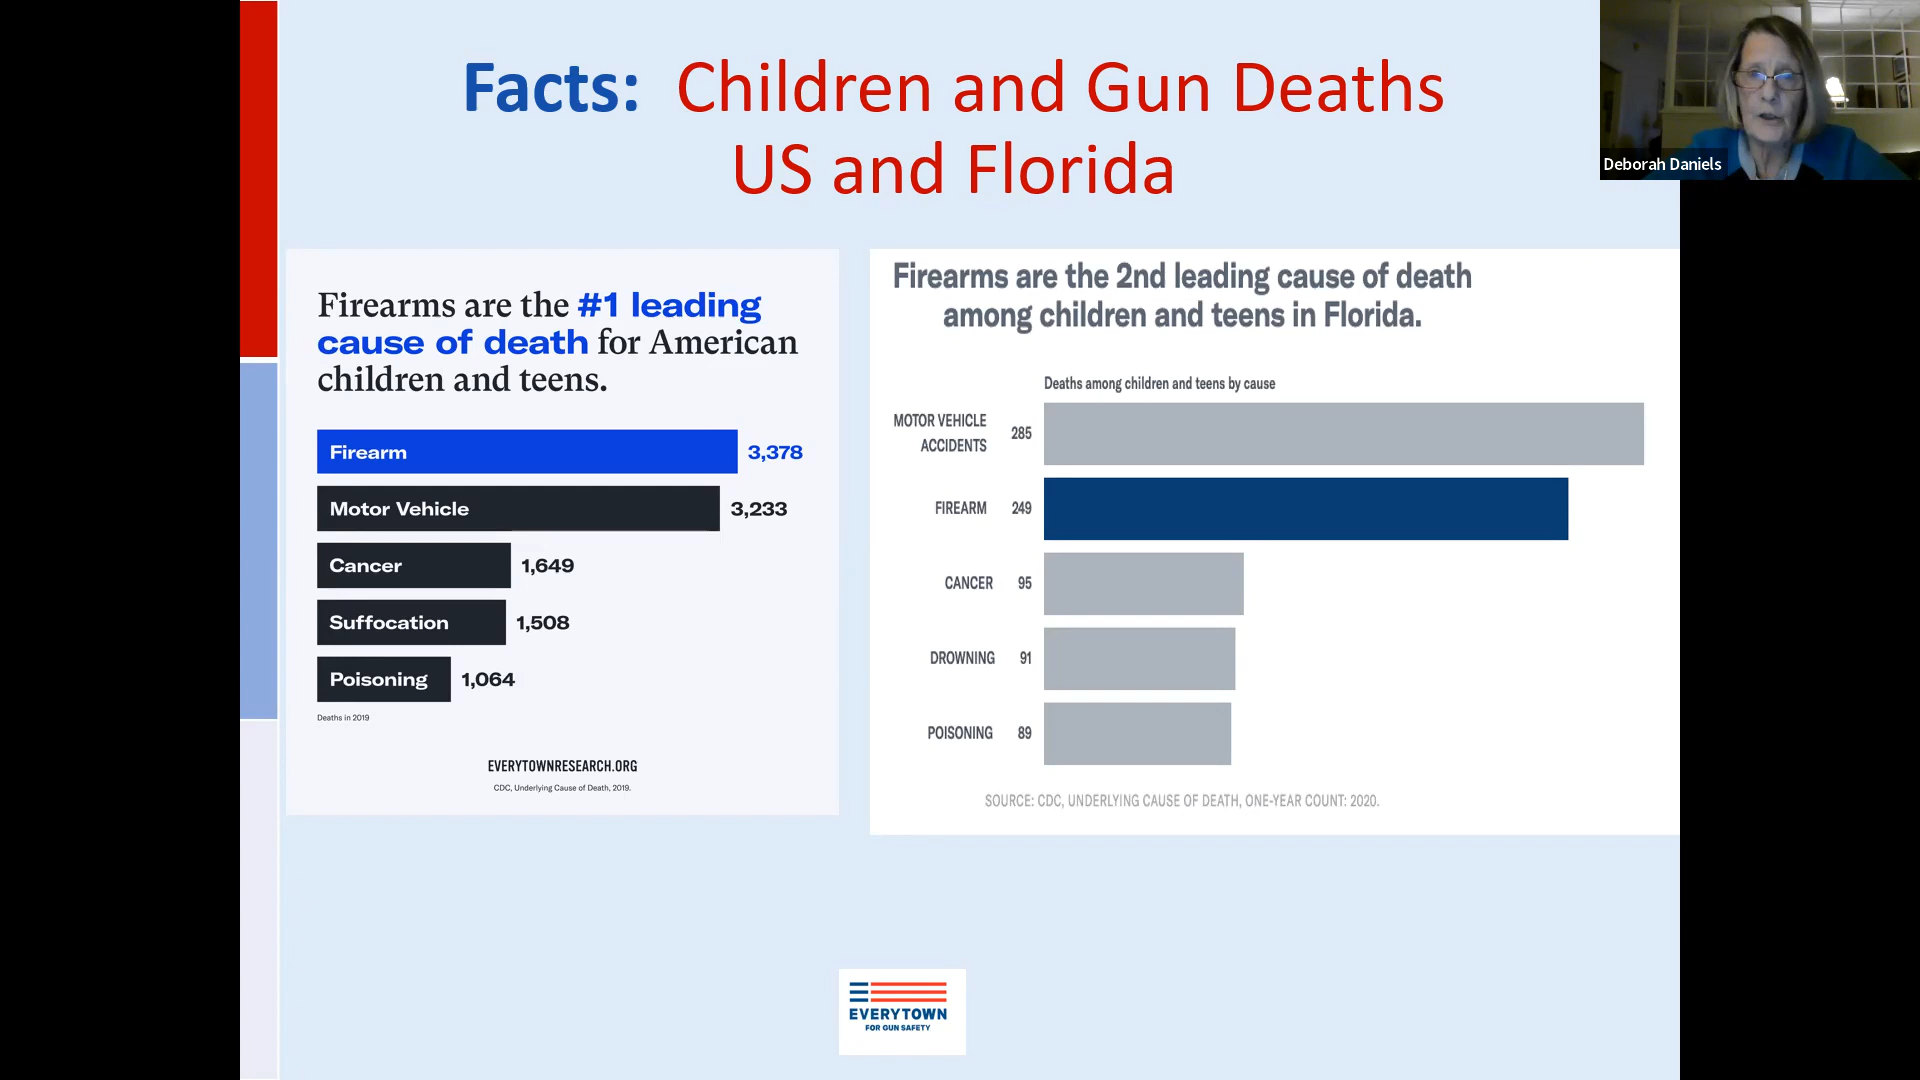 Facts: Children and Gun Deaths
US and Florida
Deborah Daniels
Firearms are the #1 leading
cause of death for American
children and teens.
Firearm 3,378
Motor Vehicle 3,233
Cancer 1,649
Suffocation 1,508
Poisoning 1,064
Deaths in 2019
EVERYTOWNRESEARCH.ORG
CDC, Underlying Cause of Death, 2019.
Firearms are the 2nd leading cause of death
among children and teens in Florida.
Deaths among children and teens by cause
MOTOR VEHICLE
ACCIDENTS 285
FIREARM 249
CANCER 95
DROWNING 91
POISONING 89
SOURCE: CDC, UNDERLYING CAUSE OF DEATH, ONE-YEAR COUNT: 2020.
EVERYTOWN
FOR GUN SAFETY